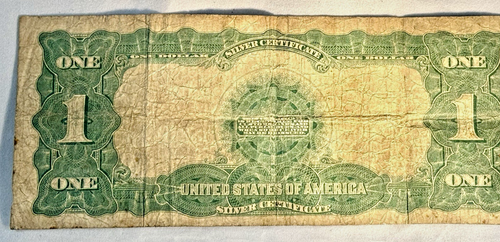 SILVER CERTIFICATE
ONE ONE DOLLAR ONE DOLLAR ONE
1 1
UNITED STATES OF AMERICA
ONE SILVER CERTIFICATE ONE